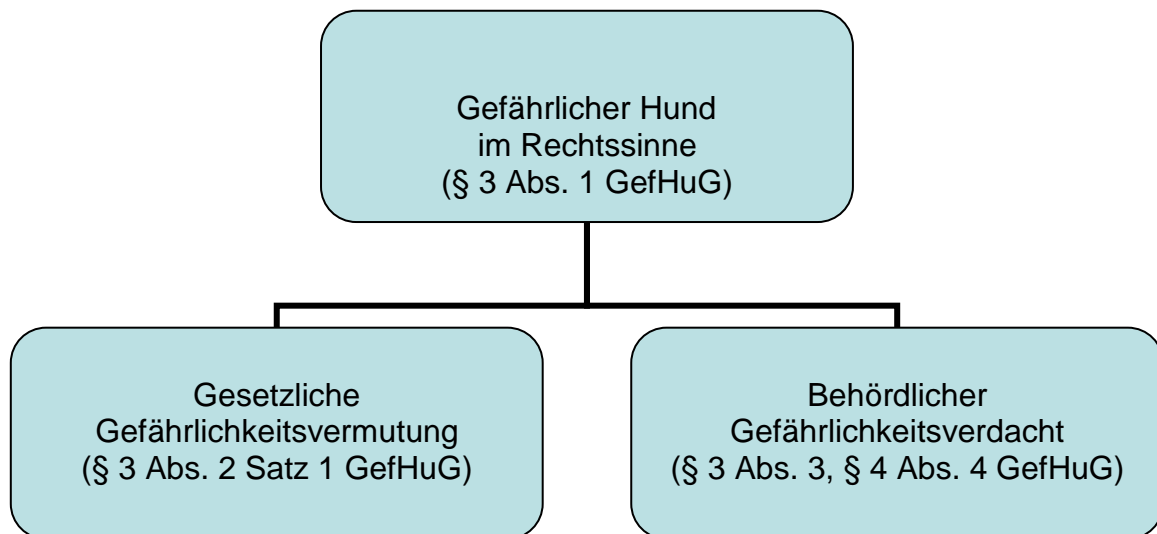 Gefährlicher Hund
im Rechtssinne
(§ 3 Abs. 1 GefHuG)
Gesetzliche
Gefährlichkeitsvermutung
(§ 3 Abs. 2 Satz 1 GefHuG)
Behördlicher
Gefährlichkeitsverdacht
(§ 3 Abs. 3, § 4 Abs. 4 GefHuG)